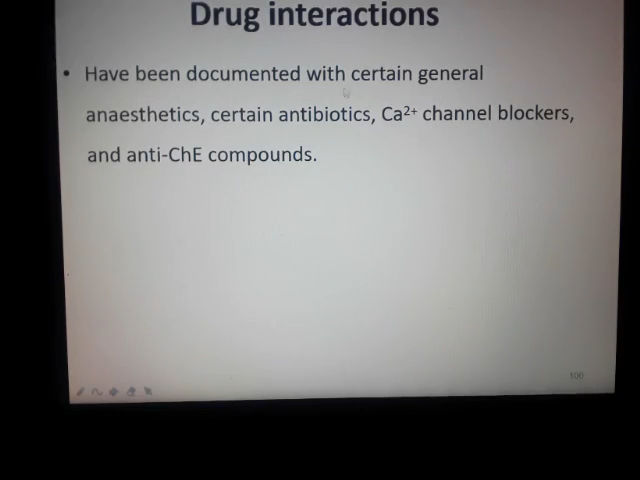 Drug interactions
• Have been documented with certain general
anaesthetics, certain antibiotics, Ca²⁺ channel blockers,
and anti-ChE compounds.
100